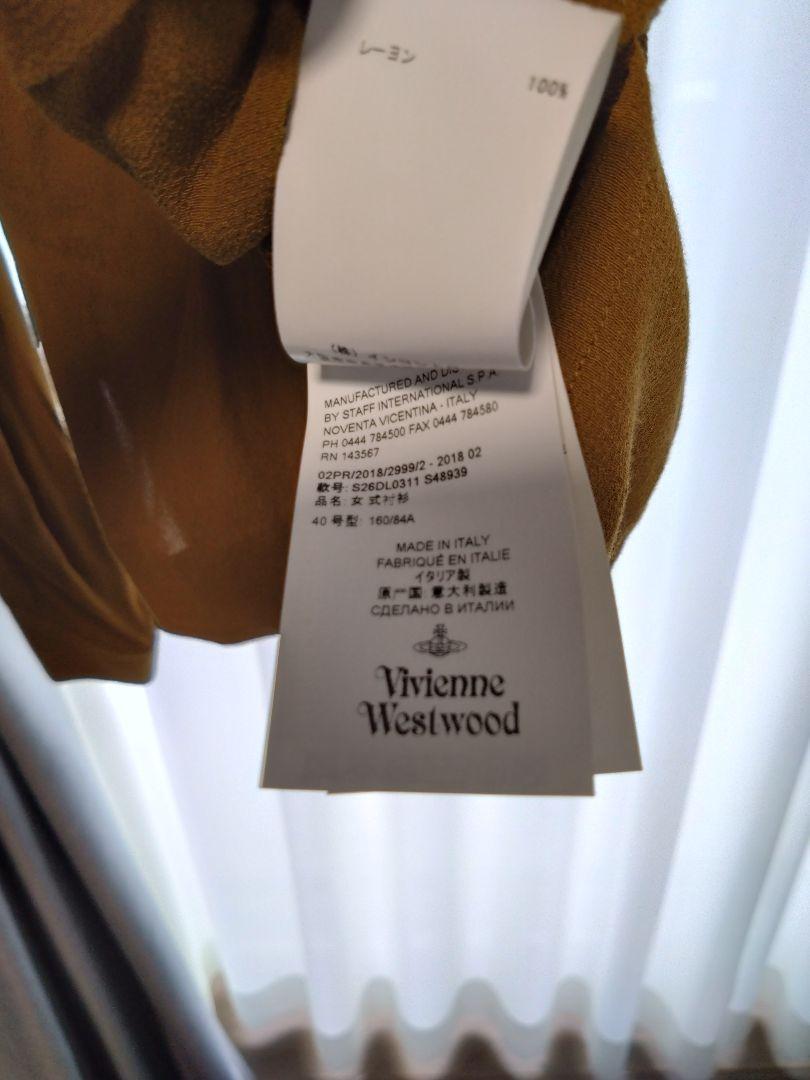 レーヨン
100%
(株)
MANUFACTURED AND
BY STAFF INTERNATIONAL S.P.A.
NOVENTA VICENTINA - ITALY
PH 0444 784500 FAX 0444 784580
RN 143567
02PR/2018/2999/2 - 2018 02
款号: S26DL0311 S48939
品名: 女式衬衫
40 号型: 160/84A
MADE IN ITALY
FABRIQUÉ EN ITALIE
イタリア製
原产国: 意大利製造
СДЕЛАНО В ИТАЛИИ
Vivienne
Westwood